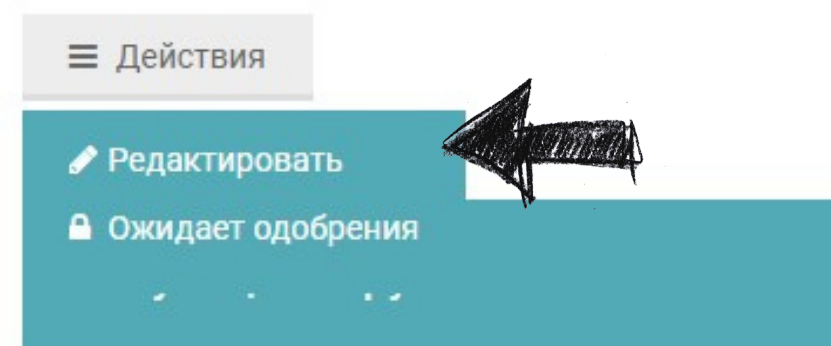 Действия
Редактировать
Ожидает одобрения